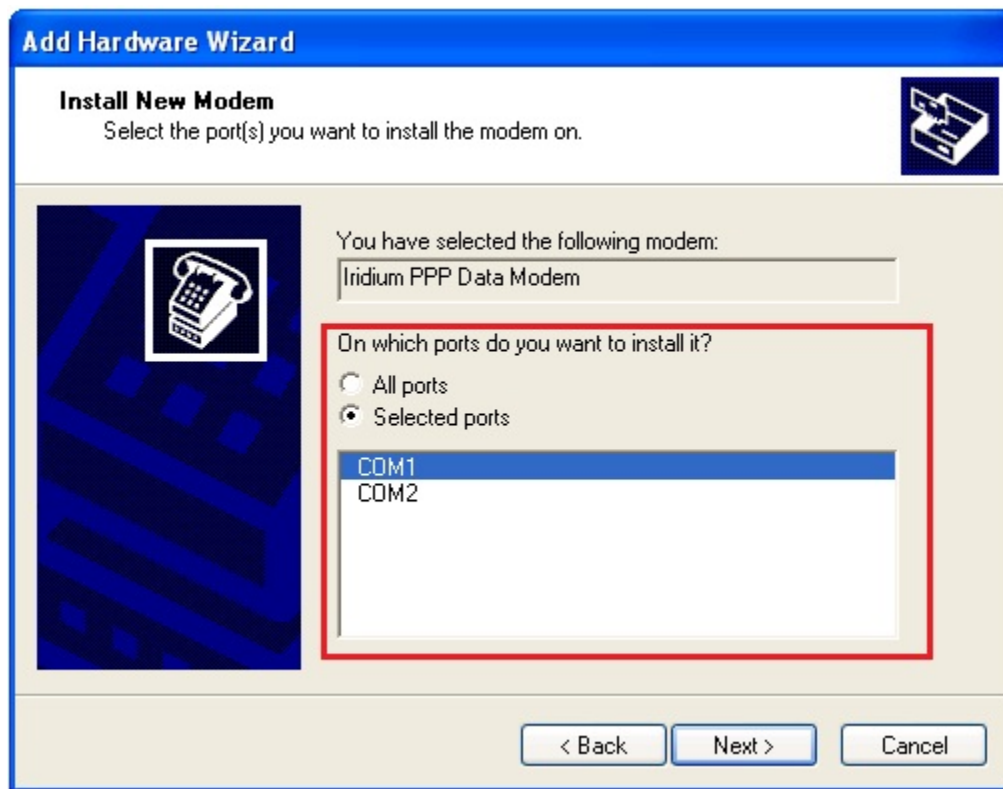 Add Hardware Wizard
Install New Modem
Select the port(s) you want to install the modem on.
You have selected the following modem:
Iridium PPP Data Modem
On which ports do you want to install it?
All ports
Selected ports
COM1
COM2
< Back Next > Cancel